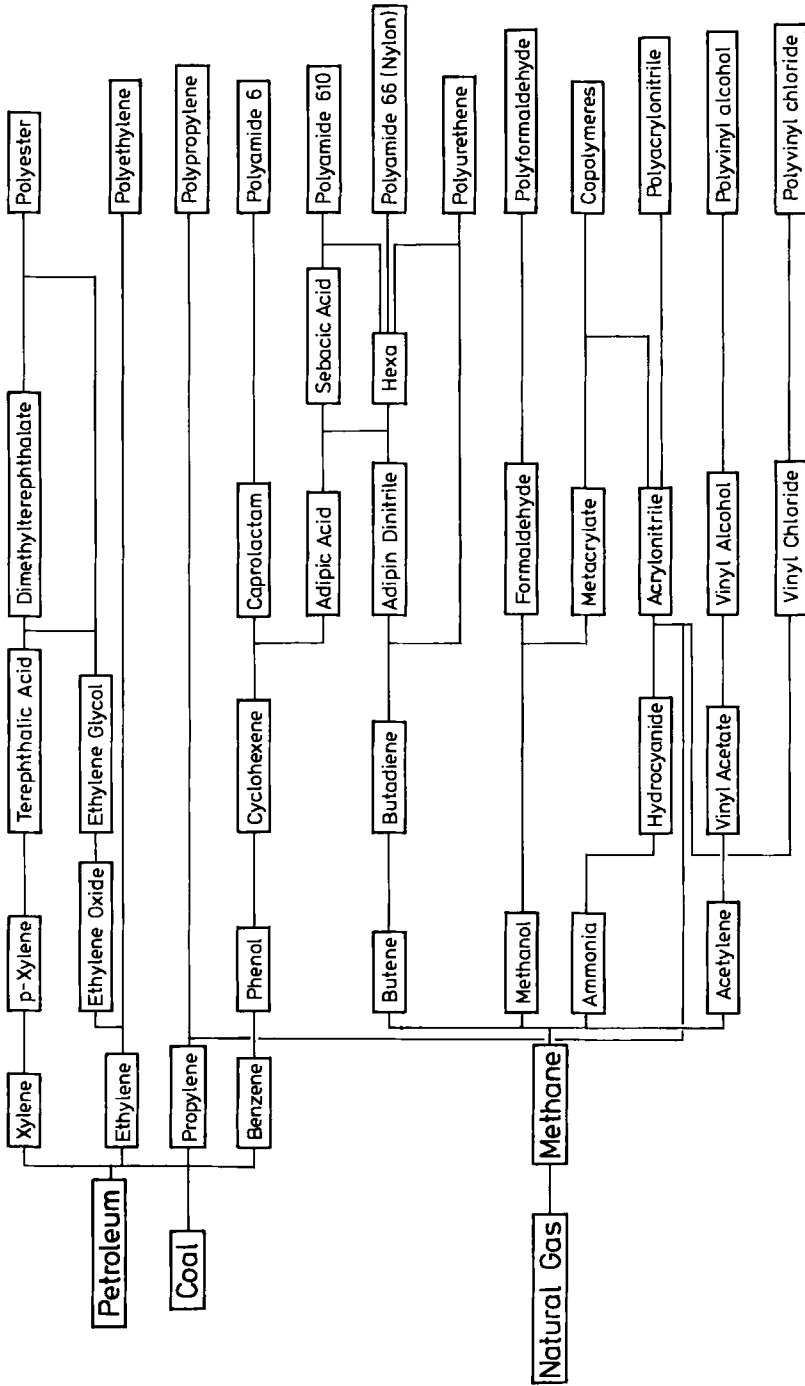 Petroleum
Coal
Natural Gas
Methane
Xylene
Ethylene
Propylene
Benzene
p-Xylene
Ethylene Oxide
Phenol
Butene
Methanol
Ammonia
Acetylene
Terephthalic Acid
Ethylene Glycol
Cyclohexene
Butadiene
Hydrocyanide
Vinyl Acetate
Dimethylterephthalate
Caprolactam
Adipic Acid
Adipin Dinitrile
Formaldehyde
Metacrylate
Acrylonitrile
Vinyl Alcohol
Vinyl Chloride
Sebacic Acid
Hexa
Polyester
Polyethylene
Polypropylene
Polyamide 6
Polyamide 610
Polyamide 66 (Nylon)
Polyurethene
Polyformaldehyde
Copolymeres
Polyacrylonitrile
Polyvinyl alcohol
Polyvinyl chloride